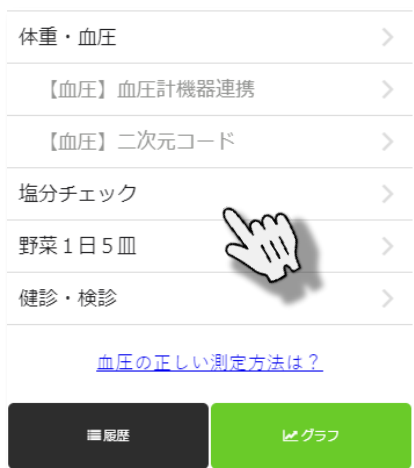 体重・血圧
【血圧】血圧計機器連携
【血圧】二次元コード
塩分チェック
野菜1日5皿
健診・検診
血圧の正しい測定方法は？
履歴
グラフ